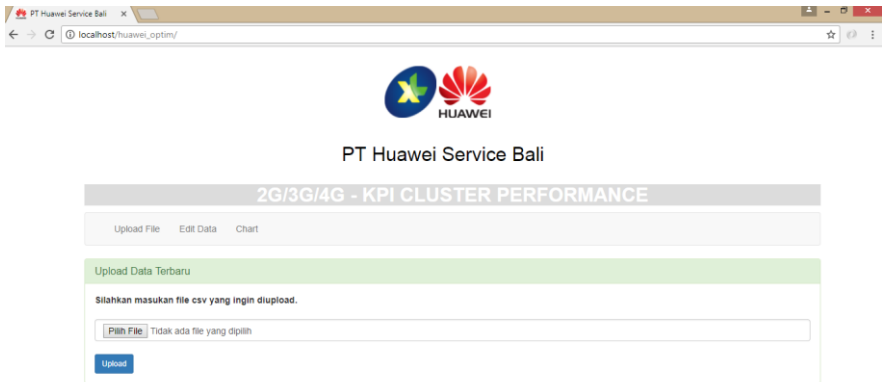 PT Huawei Service Bali
localhost/huawei_optim/
XL
HUAWEI
PT Huawei Service Bali
2G/3G/4G - KPI CLUSTER PERFORMANCE
Upload File Edit Data Chart
Upload Data Terbaru
Silahkan masukan file csv yang ingin diupload.
Pilih File Tidak ada file yang dipilih
Upload